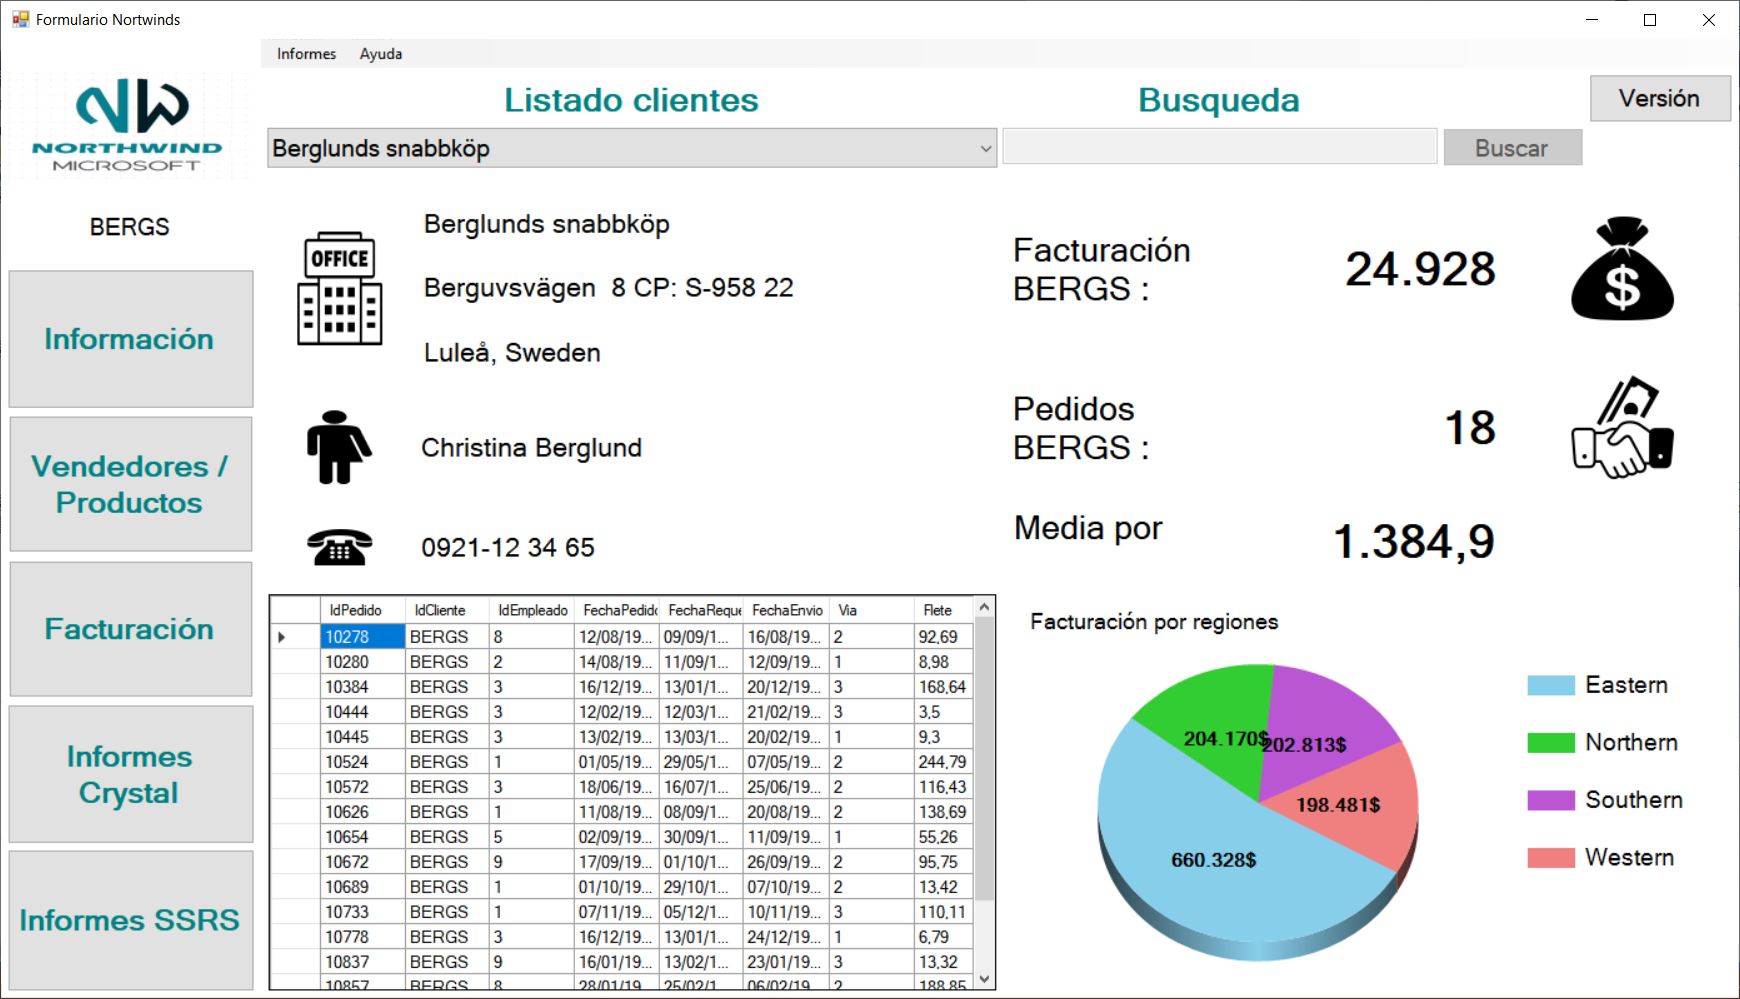 Formulario Nortwinds
Informes Ayuda
NW
NORTHWIND
MICROSOFT
Listado clientes
Busqueda
Versión
Berglunds snabbköp
Buscar
BERGS
Información
Vendedores /
Productos
Facturación
Informes
Crystal
Informes SSRS
OFFICE
Berglunds snabbköp
Berguvsvägen 8 CP: S-958 22
Luleå, Sweden
Christina Berglund
0921-12 34 65
Facturación
BERGS :
24.928
$
Pedidos
BERGS :
18
Media por
1.384,9
IdPedido IdCliente IdEmpleado FechaPedido FechaReque FechaEnvio Via Flete
10278 BERGS 8 12/08/19... 09/09/1... 16/08/19... 2 92,69
10280 BERGS 2 14/08/19... 11/09/1... 12/09/19... 1 8,98
10384 BERGS 3 16/12/19... 13/01/1... 20/12/19... 3 168,64
10444 BERGS 3 12/02/19... 12/03/1... 21/02/19... 3 3,5
10445 BERGS 3 13/02/19... 13/03/1... 20/02/19... 1 9,3
10524 BERGS 1 01/05/19... 29/05/1... 07/05/19... 2 244,79
10572 BERGS 3 18/06/19... 16/07/1... 25/06/19... 2 116,43
10626 BERGS 1 11/08/19... 08/09/1... 20/08/19... 2 138,69
10654 BERGS 5 02/09/19... 30/09/1... 11/09/19... 1 55,26
10672 BERGS 9 17/09/19... 01/10/1... 26/09/19... 2 95,75
10689 BERGS 1 01/10/19... 29/10/1... 07/10/19... 2 13,42
10733 BERGS 1 07/11/19... 05/12/1... 10/11/19... 3 110,11
10778 BERGS 3 16/12/19... 13/01/1... 24/12/19... 1 6,79
10837 BERGS 9 16/01/19... 13/02/1... 23/01/19... 3 13,32
10857 BERGS 8 28/01/19... 25/02/1... 06/02/19... 2 188,85
Facturación por regiones
204.170$
202.813$
198.481$
660.328$
Eastern
Northern
Southern
Western